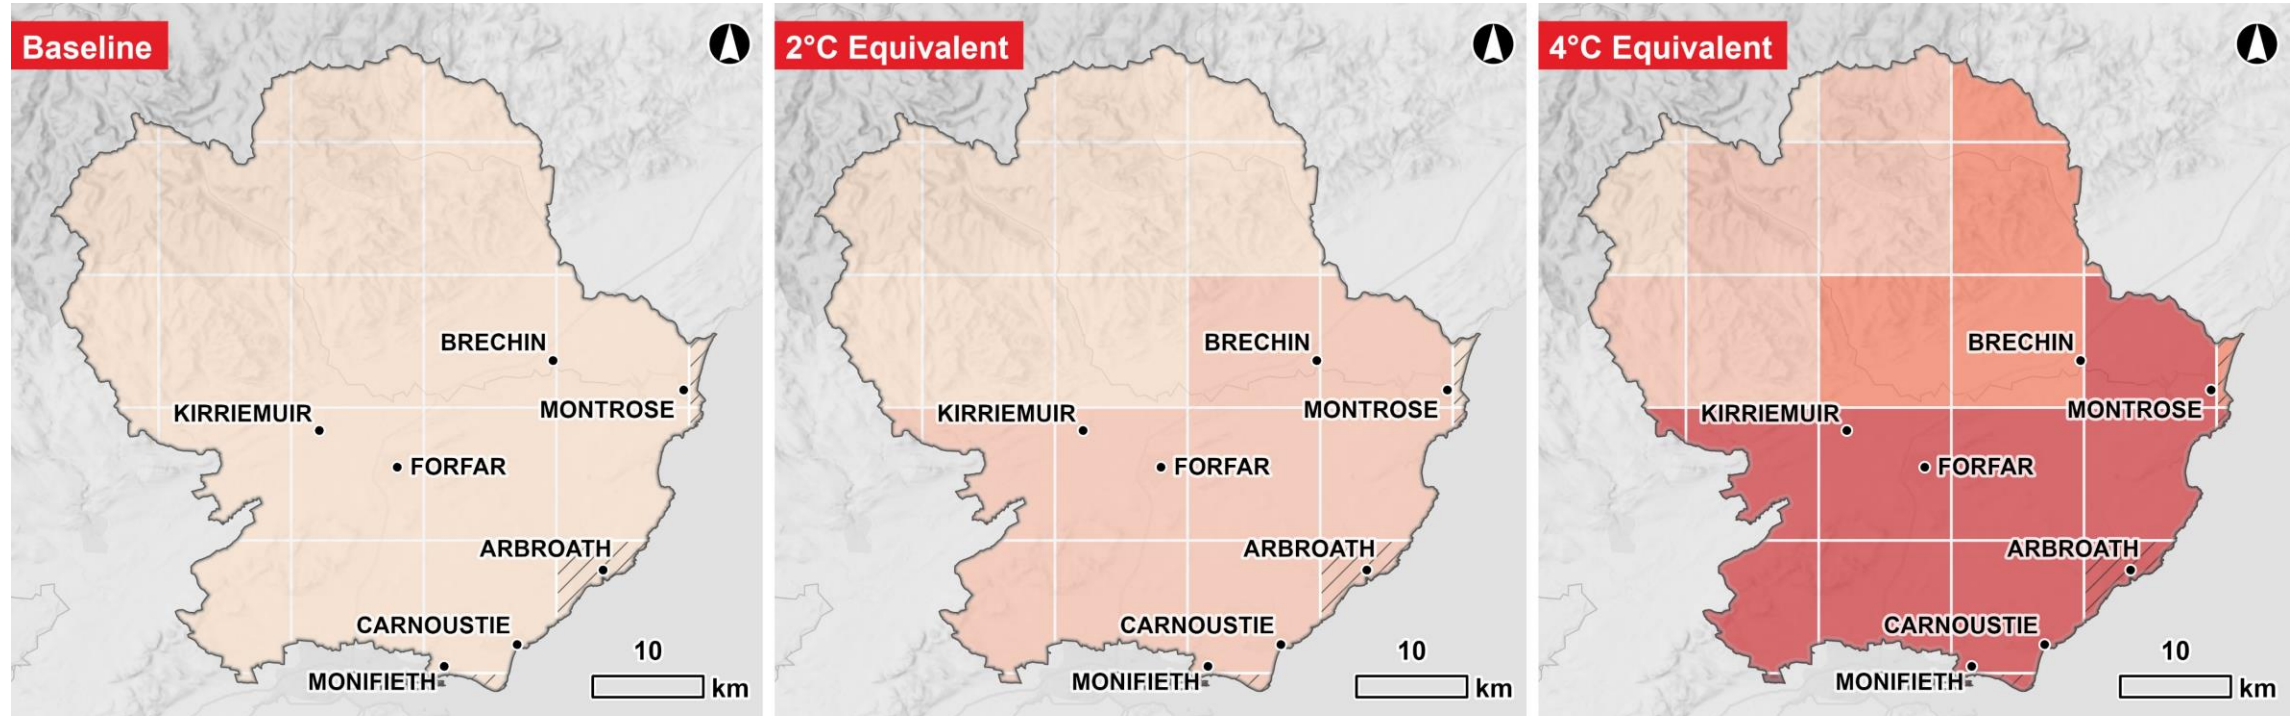 Baseline
BRECHIN
KIRRIEMUIR
MONTROSE
FORFAR
ARBROATH
CARNOUSTIE
MONIFIETH
10
km
2°C Equivalent
BRECHIN
KIRRIEMUIR
MONTROSE
FORFAR
ARBROATH
CARNOUSTIE
MONIFIETH
10
km
4°C Equivalent
BRECHIN
KIRRIEMUIR
MONTROSE
FORFAR
ARBROATH
CARNOUSTIE
MONIFIETH
10
km